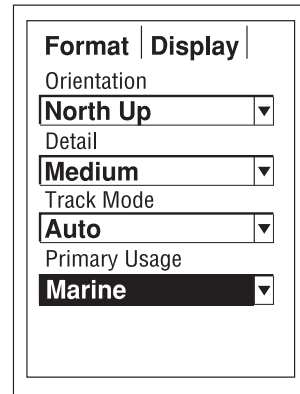 Format Display
Orientation
North Up
Detail
Medium
Track Mode
Auto
Primary Usage
Marine